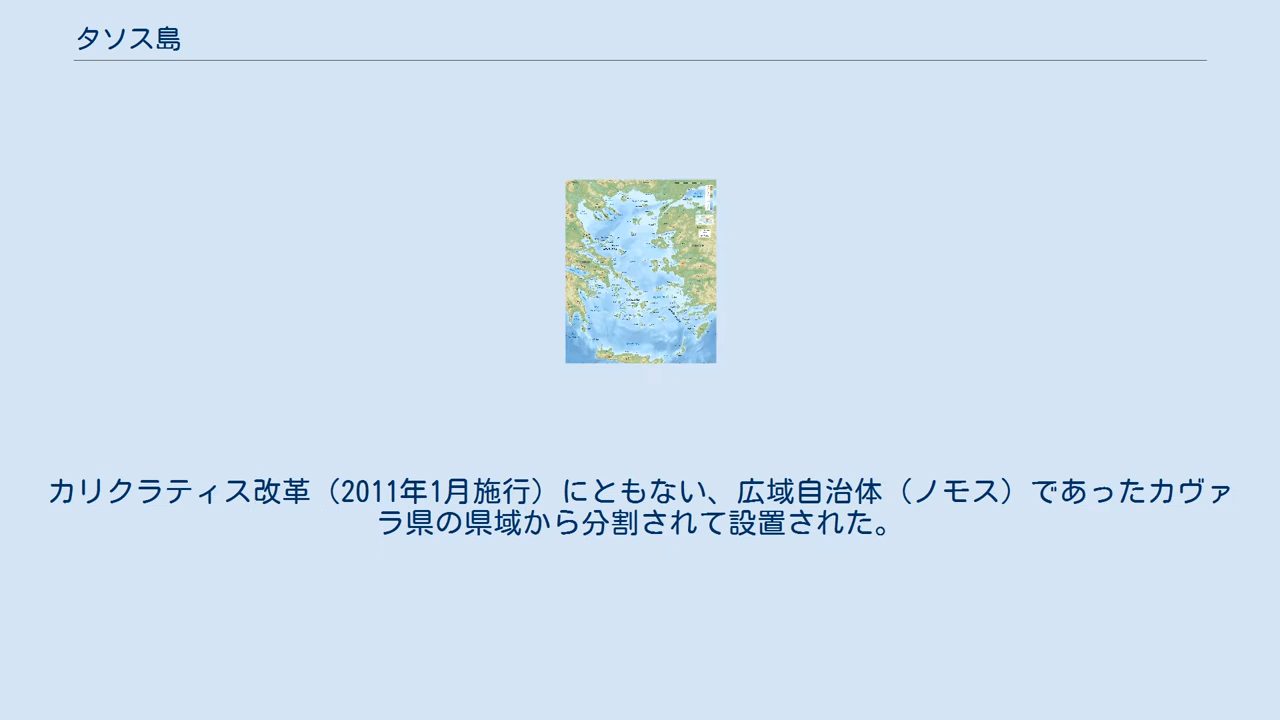 タソス島
カリクラティス改革（2011年1月施行）にともない、広域自治体（ノモス）であったカヴァ
ラ県の県域から分割されて設置された。